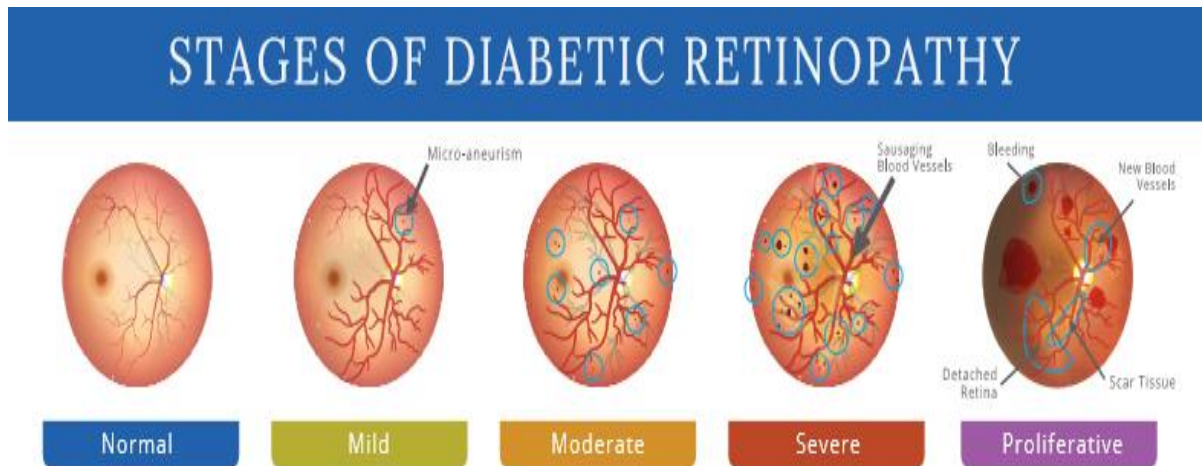 STAGES OF DIABETIC RETINOPATHY
Micro-aneurism
Sausaging
Blood Vessels
Bleeding
New Blood
Vessels
Detached
Retina
Scar Tissue
Normal
Mild
Moderate
Severe
Proliferative